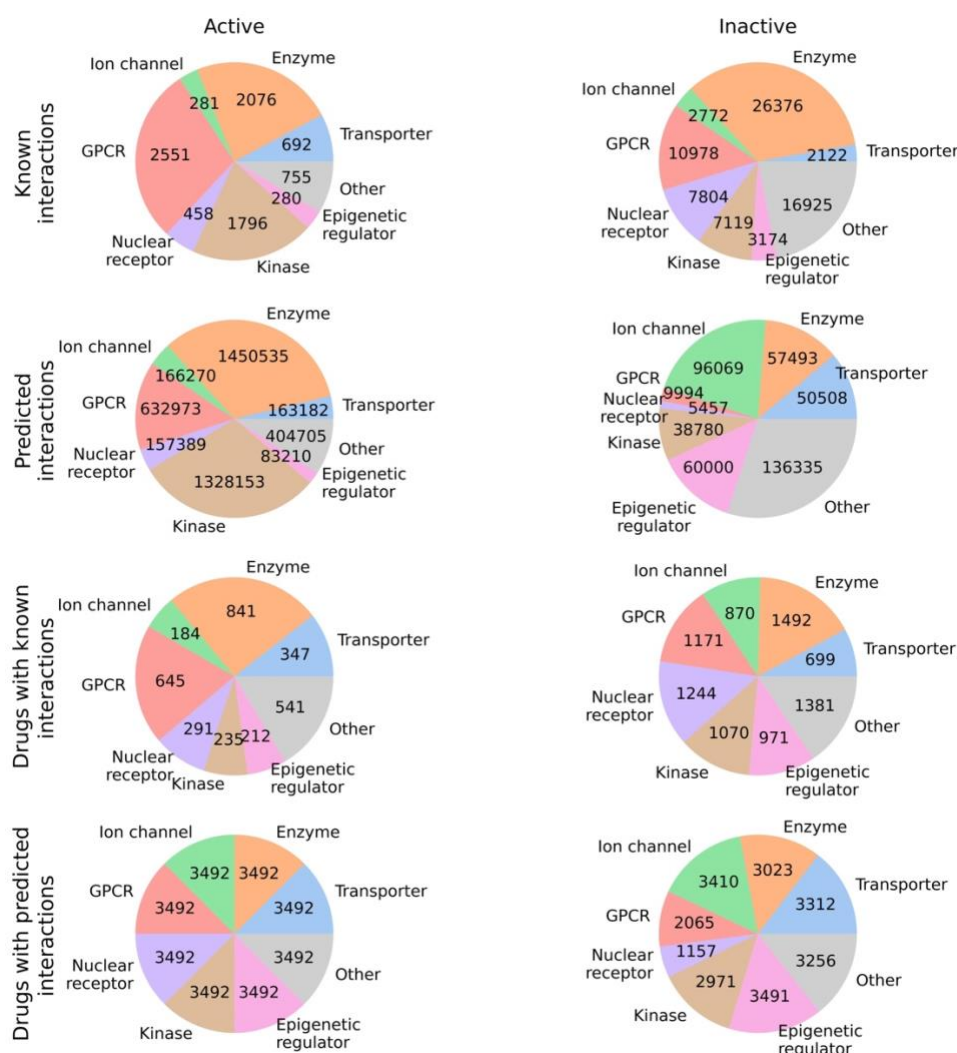 Active
Inactive
Known
interactions
Enzyme
Ion channel
2076
281
Transporter
GPCR
2551
692
755
Other
280
458
1796
Epigenetic
regulator
Nuclear
receptor
Kinase
Enzyme
Ion channel
26376
2772
GPCR
10978
2122
Transporter
7804
16925
7119
Other
Nuclear
receptor
3174
Kinase
Epigenetic
regulator
Predicted
interactions
Enzyme
Ion channel
1450535
166270
GPCR
632973
163182
Transporter
404705
157389
Other
83210
Nuclear
receptor
Epigenetic
regulator
1328153
Kinase
Ion channel
Enzyme
96069
57493
Transporter
GPCR
9994
50508
Nuclear
receptor
5457
38780
Kinase
60000
136335
Epigenetic
regulator
Other
Drugs with known
interactions
Enzyme
Ion channel
841
184
Transporter
347
GPCR
645
541
291
Other
235
212
Nuclear
receptor
Kinase
Epigenetic
regulator
Ion channel
Enzyme
870
1492
GPCR
1171
Transporter
699
Nuclear
receptor
1244
1381
1070
971
Other
Kinase
Epigenetic
regulator
Drugs with predicted
interactions
Ion channel
Enzyme
3492
3492
GPCR
Transporter
3492
3492
3492
3492
Nuclear
receptor
Other
3492
3492
Kinase
Epigenetic
regulator
Enzyme
Ion channel
3023
3410
Transporter
GPCR
2065
3312
Nuclear
receptor
1157
3256
2971
Other
3491
Kinase
Epigenetic
regulator